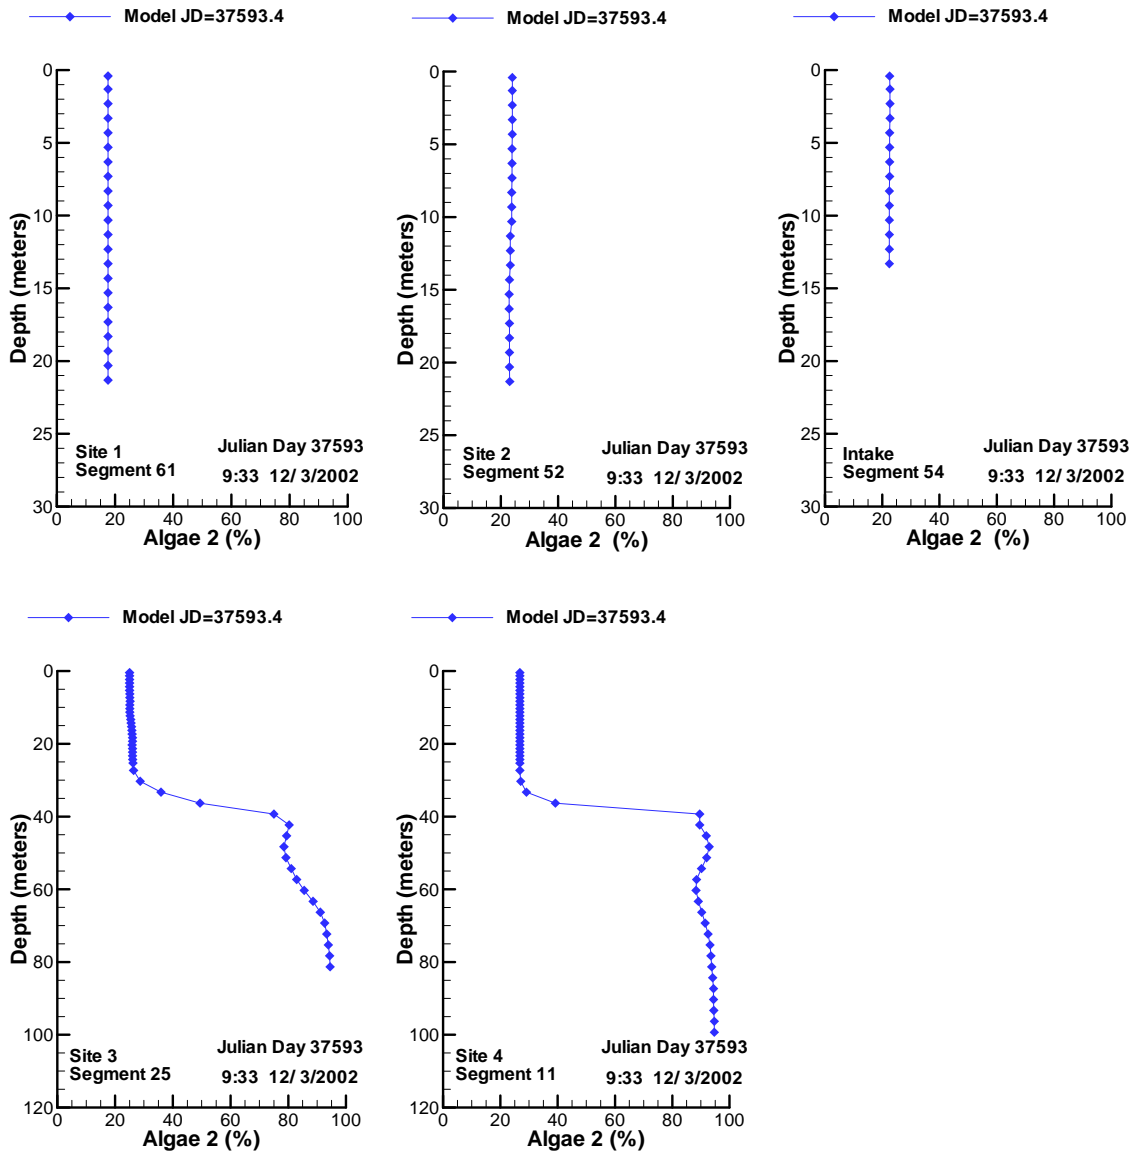 Model JD=37593.4
0
5
10
15
20
25
30
Depth (meters)
Site 1
Segment 61
Julian Day 37593
9:33 12/ 3/2002
0 20 40 60 80 100
Algae 2 (%)
Model JD=37593.4
0
5
10
15
20
25
30
Depth (meters)
Site 2
Segment 52
Julian Day 37593
9:33 12/ 3/2002
0 20 40 60 80 100
Algae 2 (%)
Model JD=37593.4
0
5
10
15
20
25
30
Depth (meters)
Intake
Segment 54
Julian Day 37593
9:33 12/ 3/2002
0 20 40 60 80 100
Algae 2 (%)
Model JD=37593.4
0
20
40
60
80
100
120
Depth (meters)
Site 3
Segment 25
Julian Day 37593
9:33 12/ 3/2002
0 20 40 60 80 100
Algae 2 (%)
Model JD=37593.4
0
20
40
60
80
100
120
Depth (meters)
Site 4
Segment 11
Julian Day 37593
9:33 12/ 3/2002
0 20 40 60 80 100
Algae 2 (%)